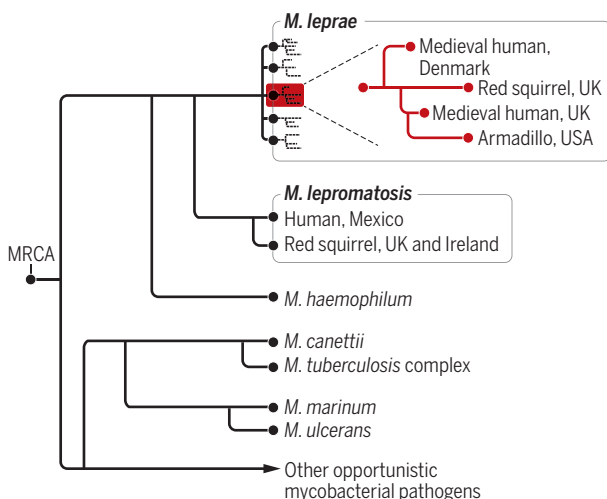 M. leprae
Medieval human,
Denmark
Red squirrel, UK
Medieval human, UK
Armadillo, USA
M. lepromatosis
Human, Mexico
Red squirrel, UK and Ireland
MRCA
M. haemophilum
M. canettii
M. tuberculosis complex
M. marinum
M. ulcerans
Other opportunistic
mycobacterial pathogens